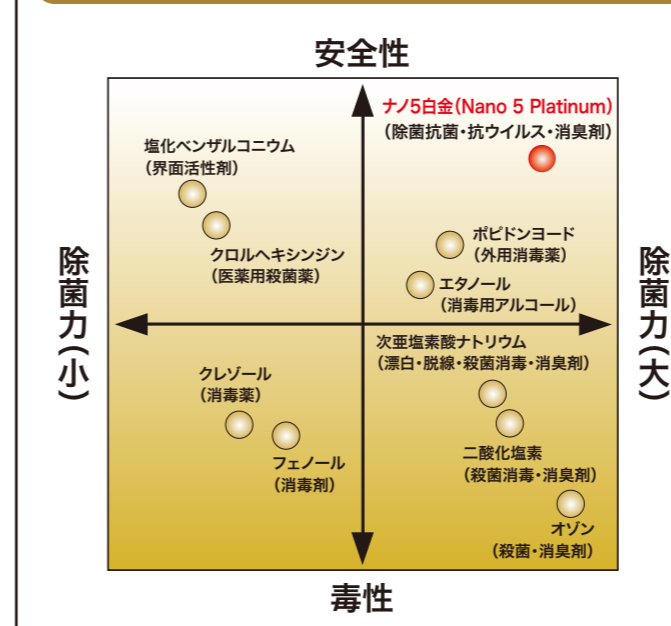 安全性
ナノ5白金(Nano 5 Platinum)
(除菌抗菌・抗ウイルス・消臭剤)
塩化ベンザルコニウム
(界面活性剤)
クロルヘキシンジン
(医薬用殺菌薬)
ポピドンヨード
(外用消毒薬)
エタノール
(消毒用アルコール)
除菌力(小)
除菌力(大)
次亜塩素酸ナトリウム
(漂白・脱線・殺菌消毒・消臭剤)
クレゾール
(消毒薬)
フェノール
(消毒剤)
二酸化塩素
(殺菌消毒・消臭剤)
オゾン
(殺菌・消臭剤)
毒性